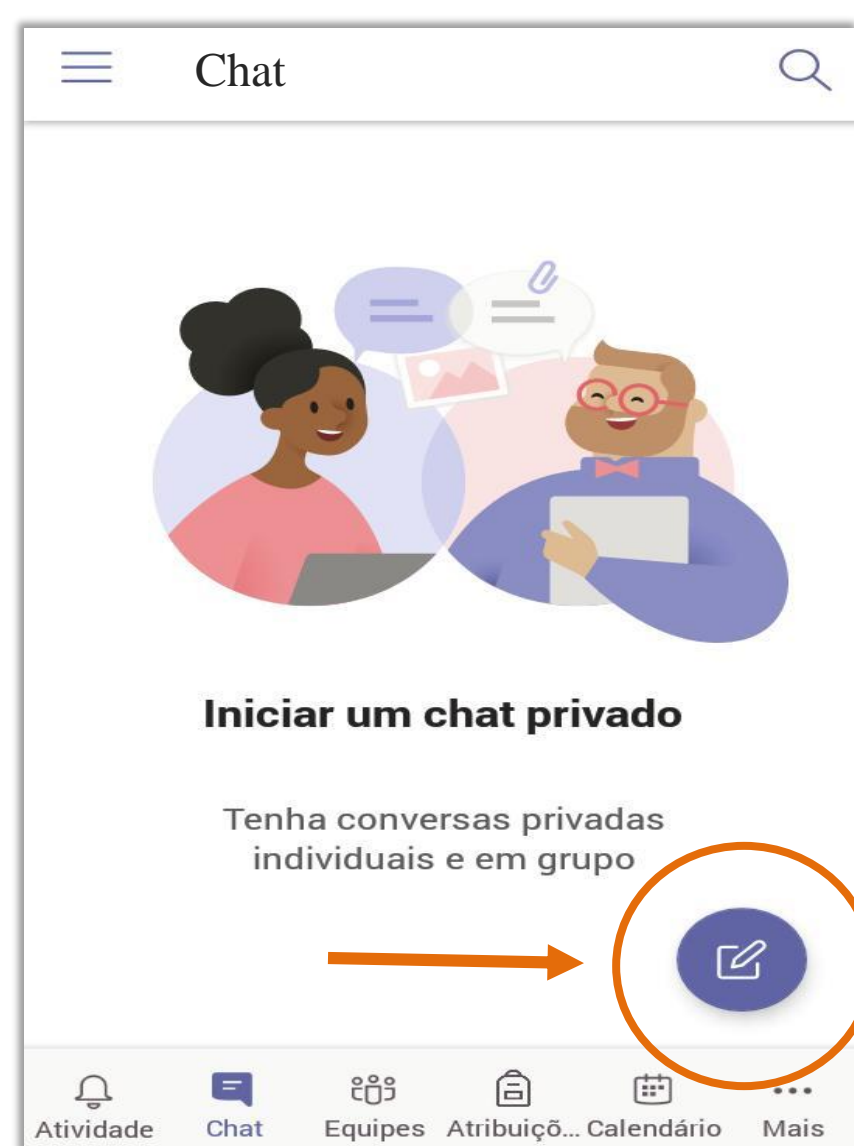 Chat
Iniciar um chat privado
Tenha conversas privadas
individuais e em grupo
Atividade Chat Equipes Atribuiçõ... Calendário Mais